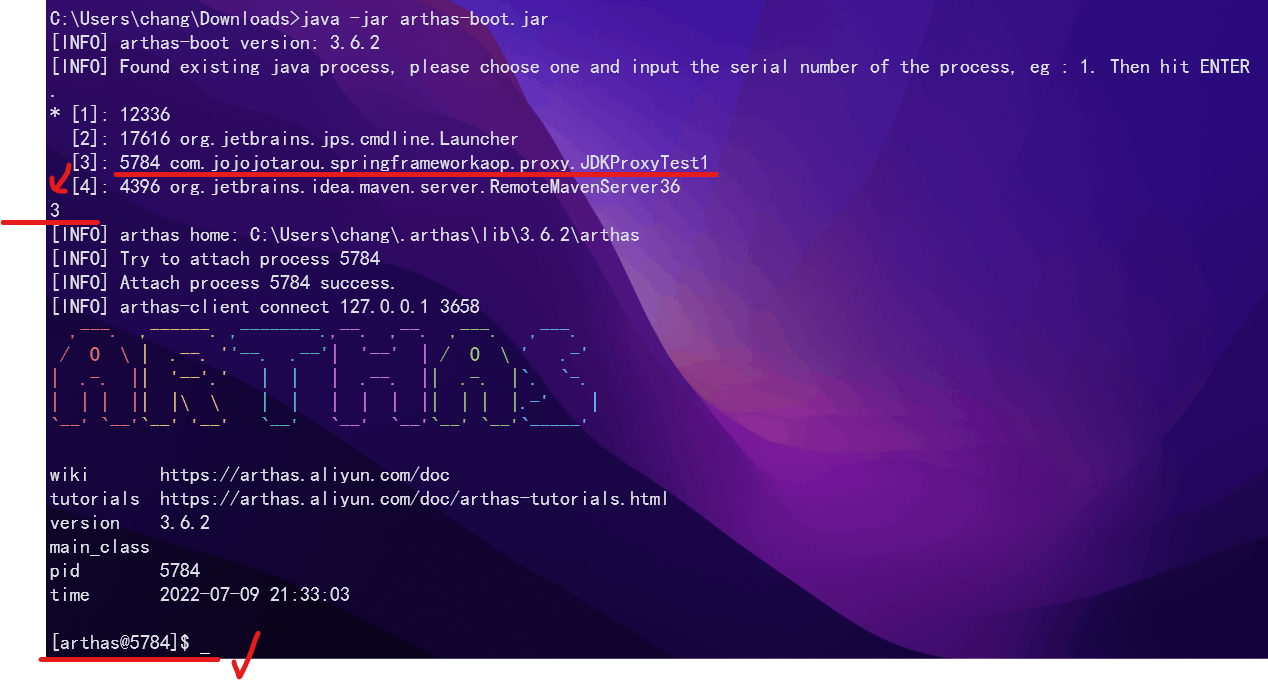 C:\Users\chang\Downloads>java -jar arthas-boot.jar
[INFO] arthas-boot version: 3.6.2
[INFO] Found existing java process, please choose one and input the serial number of the process, eg : 1. Then hit ENTER
.
* [1]: 12336
  [2]: 17616 org.jetbrains.jps.cmdline.Launcher
  [3]: 5784 com.jojojotarou.springframeworkaop.proxy.JDKProxyTest1
  [4]: 4396 org.jetbrains.idea.maven.server.RemoteMavenServer36
3
[INFO] arthas home: C:\Users\chang\.arthas\lib\3.6.2\arthas
[INFO] Try to attach process 5784
[INFO] Attach process 5784 success.
[INFO] arthas-client connect 127.0.0.1 3658
ARTHAS
wiki       https://arthas.aliyun.com/doc
tutorials  https://arthas.aliyun.com/doc/arthas-tutorials.html
version    3.6.2
main_class
pid        5784
time       2022-07-09 21:33:03
[arthas@5784]$ _